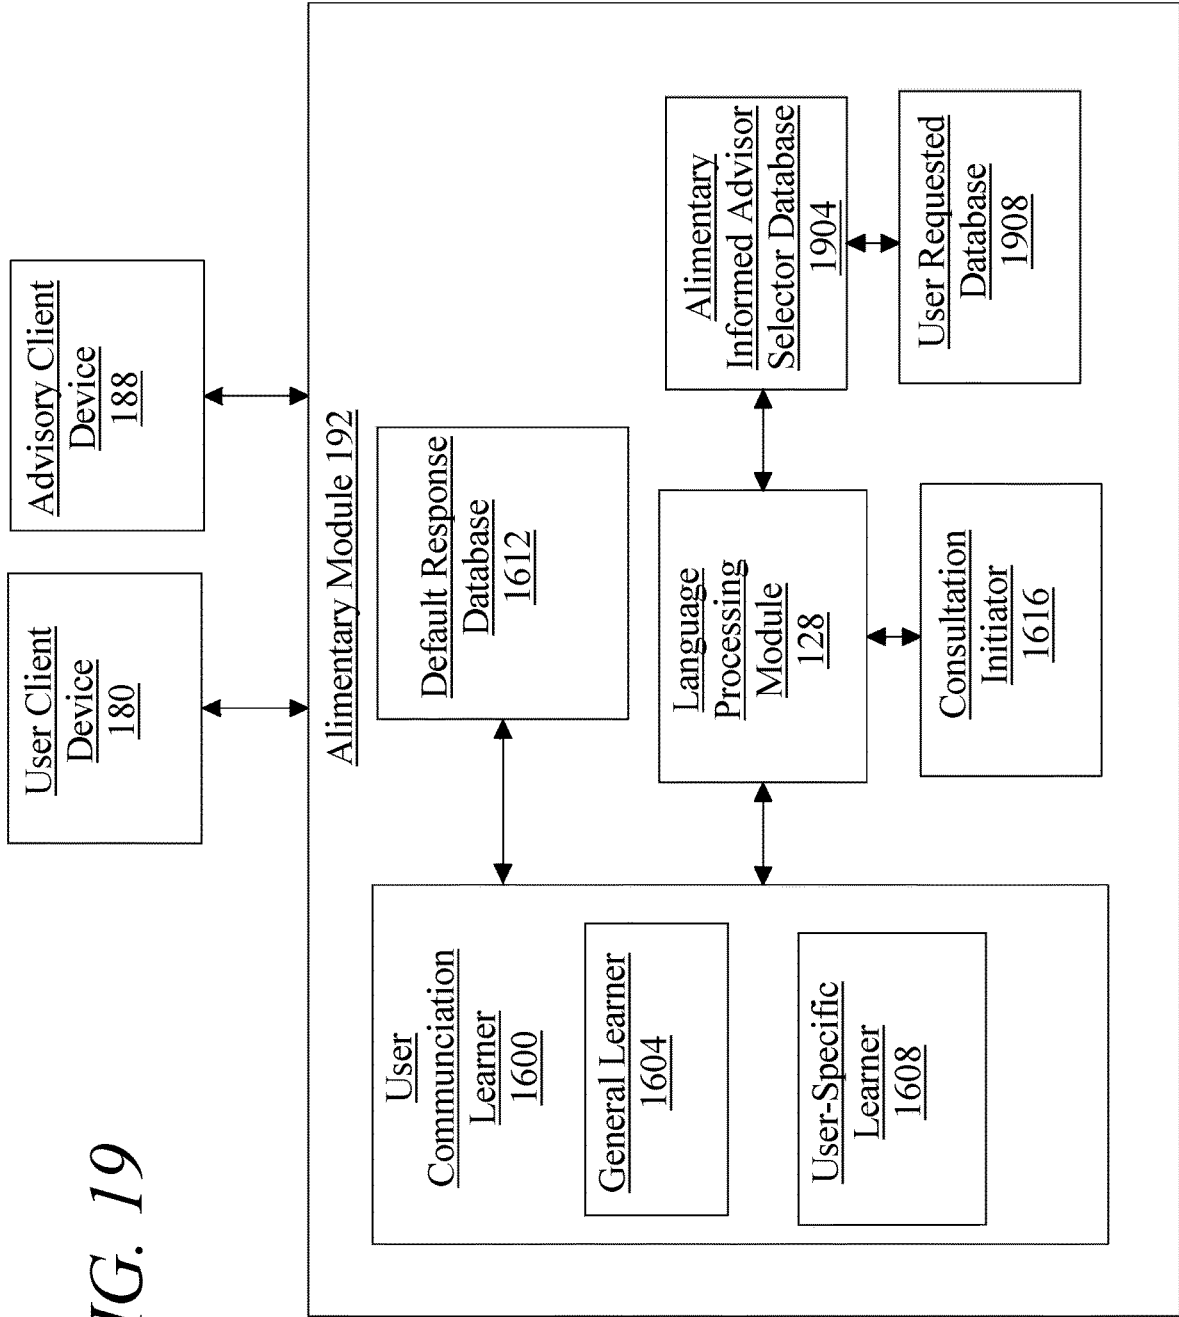 User Client
Device
180
Advisory Client
Device
188
Alimentary Module 192
User
Communciation
Learner
1600
General Learner
1604
User-Specific
Learner
1608
Default Response
Database
1612
Language
Processing
Module
128
Consultation
Initiator
1616
Alimentary
Informed Advisor
Selector Database
1904
User Requested
Database
1908
IG. 19